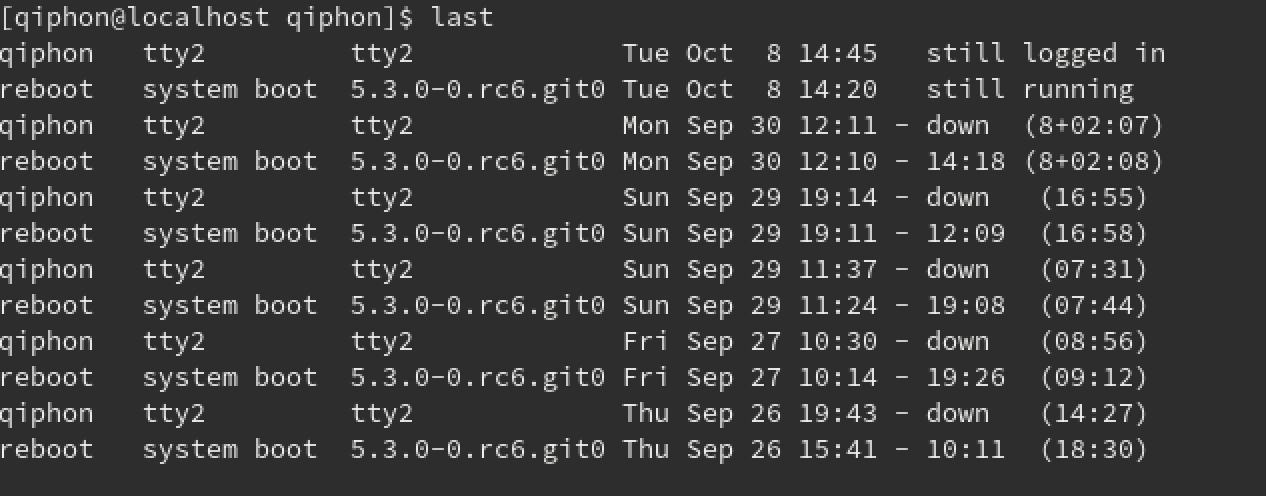 [qiphon@localhost qiphon]$ last
qiphon   tty2         tty2             Tue Oct  8 14:45   still logged in
reboot   system boot  5.3.0-0.rc6.git0 Tue Oct  8 14:20   still running
qiphon   tty2         tty2             Mon Sep 30 12:11 - down  (8+02:07)
reboot   system boot  5.3.0-0.rc6.git0 Mon Sep 30 12:10 - 14:18 (8+02:08)
qiphon   tty2         tty2             Sun Sep 29 19:14 - down   (16:55)
reboot   system boot  5.3.0-0.rc6.git0 Sun Sep 29 19:11 - 12:09  (16:58)
qiphon   tty2         tty2             Sun Sep 29 11:37 - down   (07:31)
reboot   system boot  5.3.0-0.rc6.git0 Sun Sep 29 11:24 - 19:08  (07:44)
qiphon   tty2         tty2             Fri Sep 27 10:30 - down   (08:56)
reboot   system boot  5.3.0-0.rc6.git0 Fri Sep 27 10:14 - 19:26  (09:12)
qiphon   tty2         tty2             Thu Sep 26 19:43 - down   (14:27)
reboot   system boot  5.3.0-0.rc6.git0 Thu Sep 26 15:41 - 10:11  (18:30)